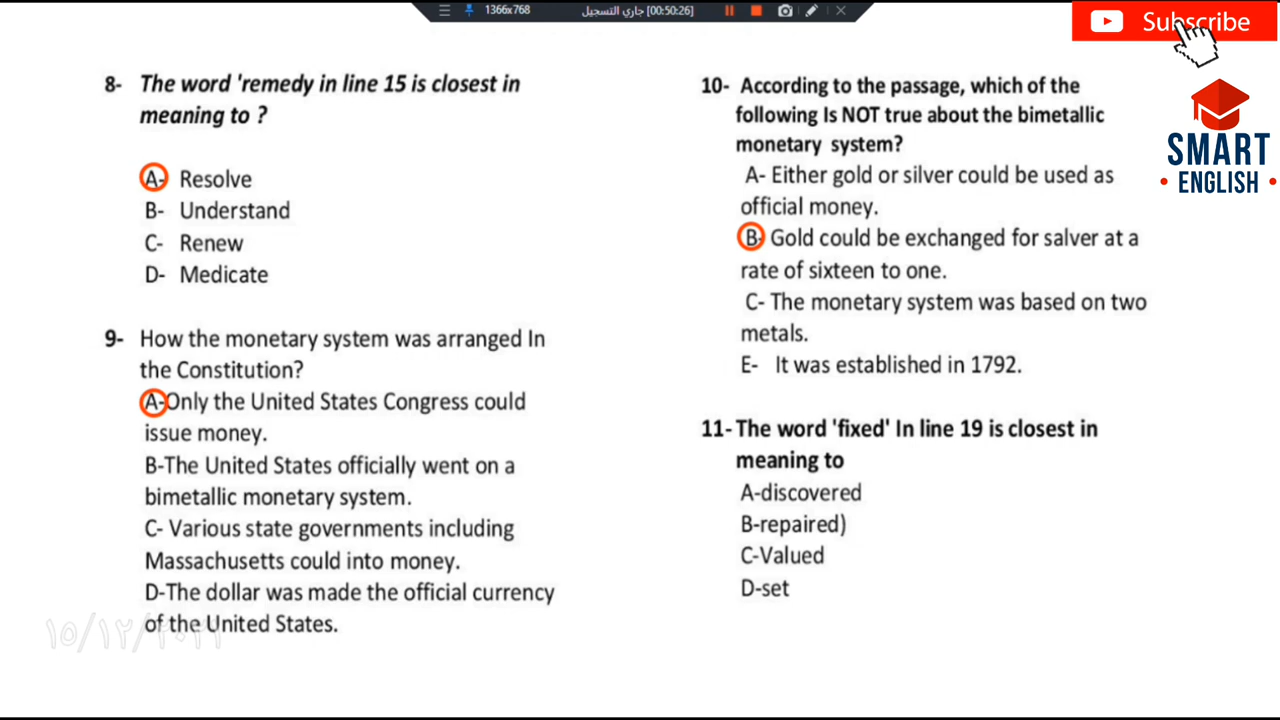 1366x768
جاري التسجيل [00:50:26]
Subscribe
SMART
• ENGLISH •
8- The word 'remedy in line 15 is closest in
meaning to ?
A- Resolve
B- Understand
C- Renew
D- Medicate
9- How the monetary system was arranged In
the Constitution?
A-Only the United States Congress could
issue money.
B-The United States officially went on a
bimetallic monetary system.
C- Various state governments including
Massachusetts could into money.
D-The dollar was made the official currency
of the United States.
10- According to the passage, which of the
following Is NOT true about the bimetallic
monetary system?
A- Either gold or silver could be used as
official money.
B- Gold could be exchanged for salver at a
rate of sixteen to one.
C- The monetary system was based on two
metals.
E- It was established in 1792.
11- The word 'fixed' In line 19 is closest in
meaning to
A-discovered
B-repaired)
C-Valued
D-set